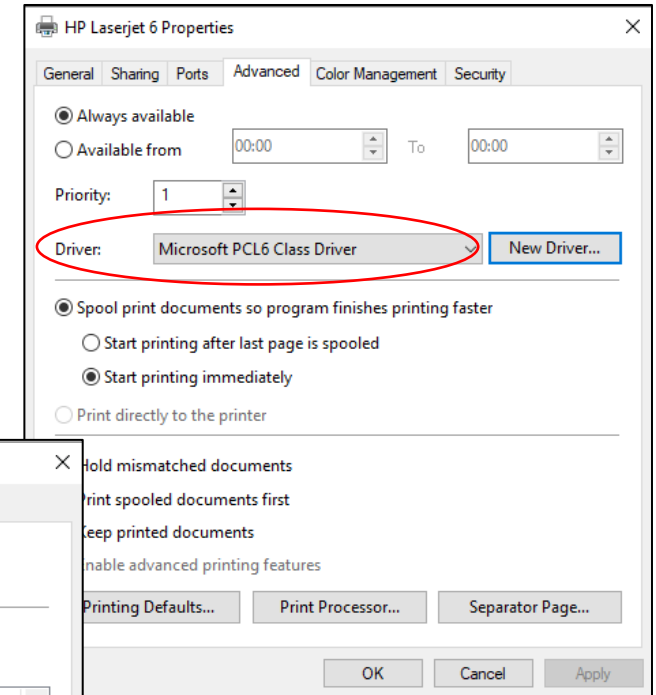 HP Laserjet 6 Properties
General Sharing Ports Advanced Color Management Security
Always available
Available from 00:00 To 00:00
Priority: 1
Driver: Microsoft PCL6 Class Driver New Driver...
Spool print documents so program finishes printing faster
Start printing after last page is spooled
Start printing immediately
Print directly to the printer
Hold mismatched documents
Print spooled documents first
Keep printed documents
Enable advanced printing features
Printing Defaults... Print Processor... Separator Page...
OK Cancel Apply